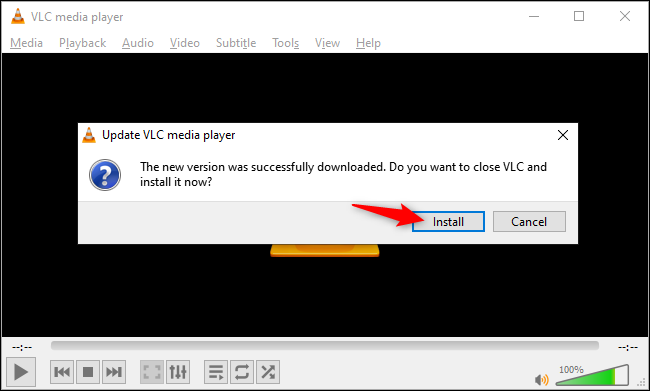 VLC media player
Media Playback Audio Video Subtitle Tools View Help
Update VLC media player
The new version was successfully downloaded. Do you want to close VLC and
install it now?
Install Cancel
--:-- --:--
100%